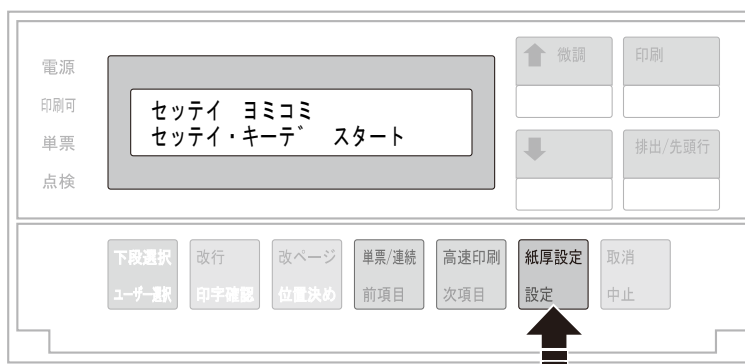 電源
印刷可
単票
点検
セッテイ　ヨミコミ
セッテイ・キーデ゛　スタート
微調
印刷
排出/先頭行
下段選択
ユーザー選択
改行
印字確認
改ページ
位置決め
単票/連続
前項目
高速印刷
次項目
紙厚設定
設定
取消
中止